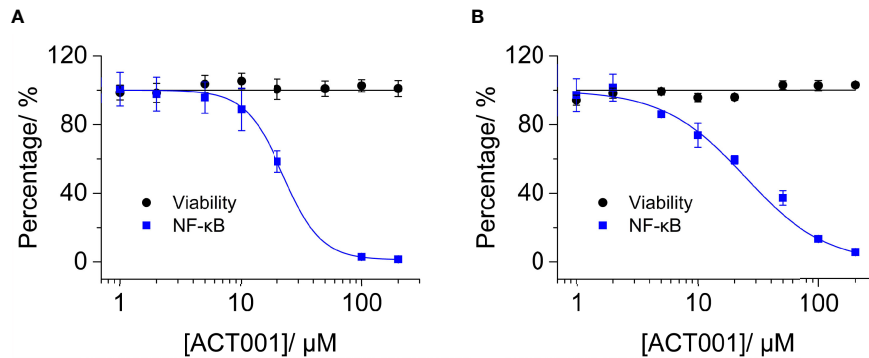 A
Percentage/ %
120
80
40
0
Viability
NF-κB
1 10 100
[ACT001]/ µM
B
Percentage/ %
120
80
40
0
Viability
NF-κB
1 10 100
[ACT001]/ µM